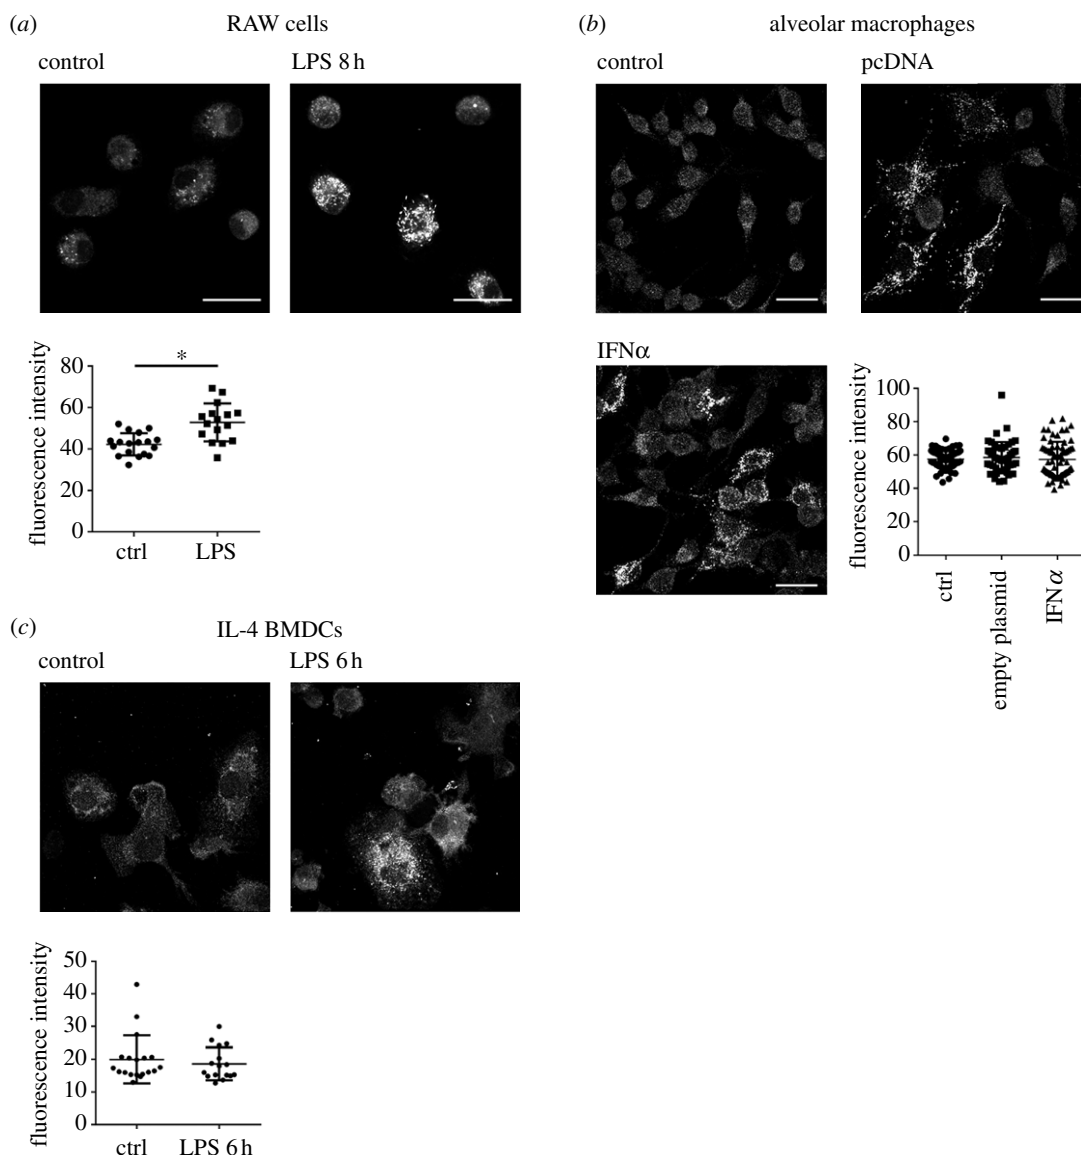 (a) RAW cells
control LPS 8 h
fluorescence intensity
80
60
40
20
0
*
ctrl LPS
(b) alveolar macrophages
control pcDNA
IFNα
fluorescence intensity
100
80
60
40
20
0
ctrl
empty plasmid
IFNα
(c) IL-4 BMDCs
control LPS 6 h
fluorescence intensity
50
40
30
20
10
0
ctrl LPS 6 h